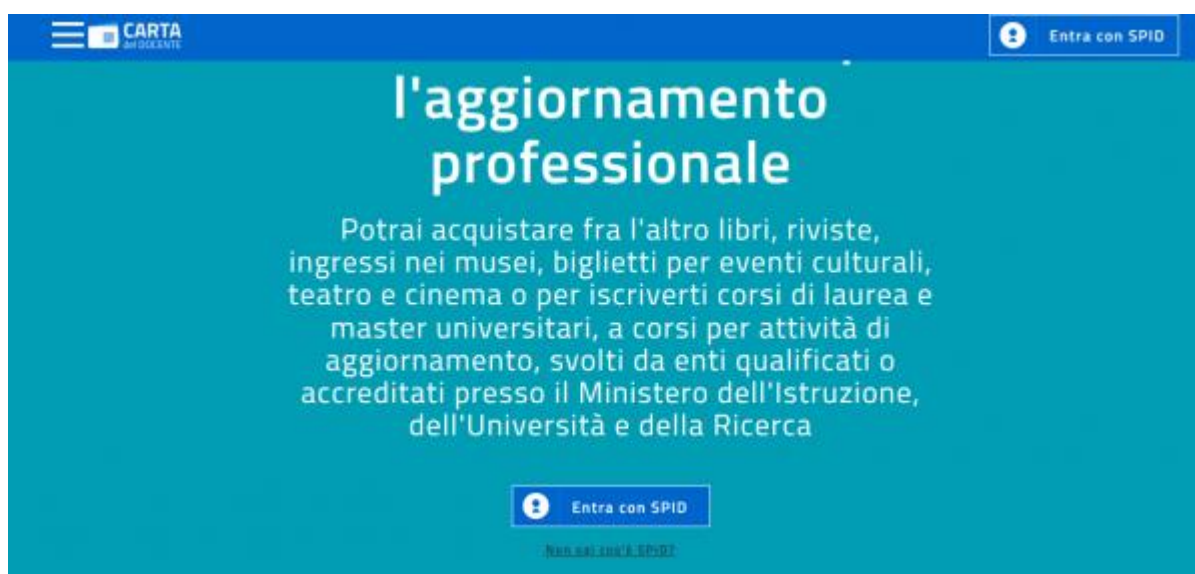 CARTA
del DOCENTE
Entra con SPID
l'aggiornamento
professionale
Potrai acquistare fra l'altro libri, riviste,
ingressi nei musei, biglietti per eventi culturali,
teatro e cinema o per iscriverti corsi di laurea e
master universitari, a corsi per attività di
aggiornamento, svolti da enti qualificati o
accreditati presso il Ministero dell'Istruzione,
dell'Università e della Ricerca
Entra con SPID
Non sai cos'è SPID?